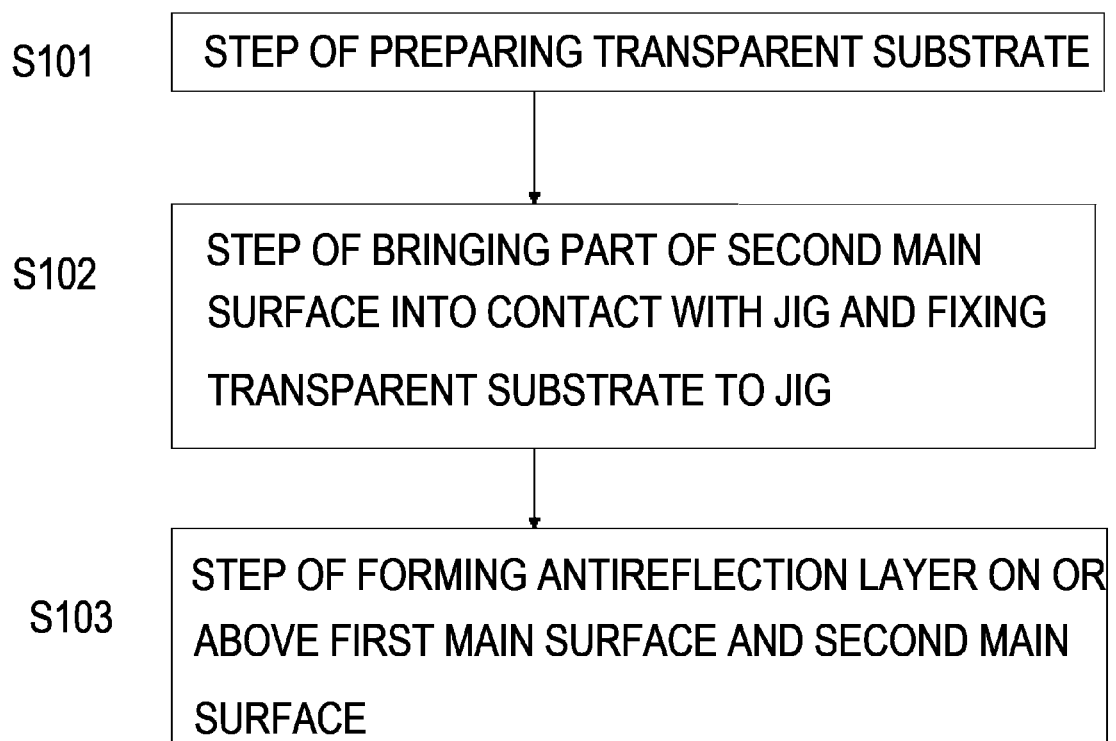 S101
STEP OF PREPARING TRANSPARENT SUBSTRATE
S102
STEP OF BRINGING PART OF SECOND MAIN
SURFACE INTO CONTACT WITH JIG AND FIXING
TRANSPARENT SUBSTRATE TO JIG
S103
STEP OF FORMING ANTIREFLECTION LAYER ON OR
ABOVE FIRST MAIN SURFACE AND SECOND MAIN
SURFACE